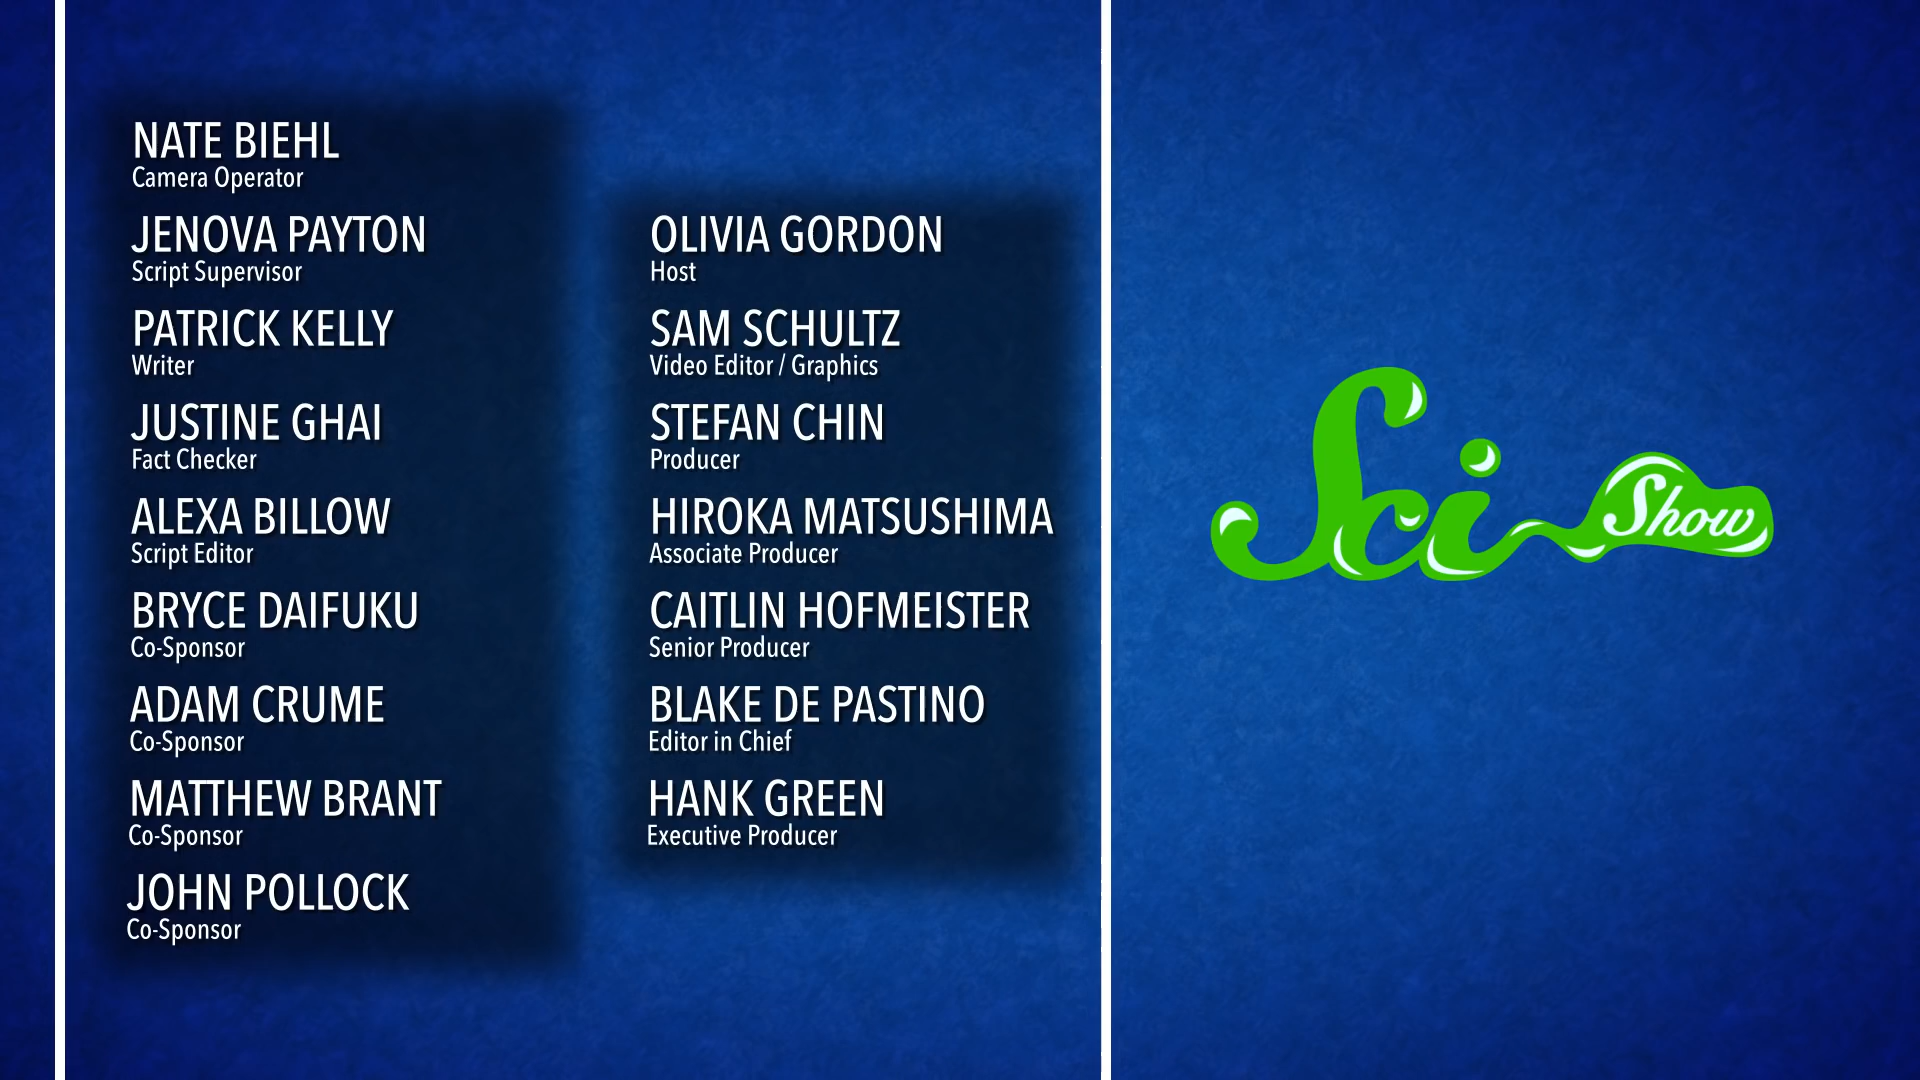 NATE BIEHL
Camera Operator
JENOVA PAYTON
Script Supervisor
PATRICK KELLY
Writer
JUSTINE GHAI
Fact Checker
ALEXA BILLOW
Script Editor
BRYCE DAIFUKU
Co-Sponsor
ADAM CRUME
Co-Sponsor
MATTHEW BRANT
Co-Sponsor
JOHN POLLOCK
Co-Sponsor
OLIVIA GORDON
Host
SAM SCHULTZ
Video Editor / Graphics
STEFAN CHIN
Producer
HIROKA MATSUSHIMA
Associate Producer
CAITLIN HOFMEISTER
Senior Producer
BLAKE DE PASTINO
Editor in Chief
HANK GREEN
Executive Producer
Sci Show